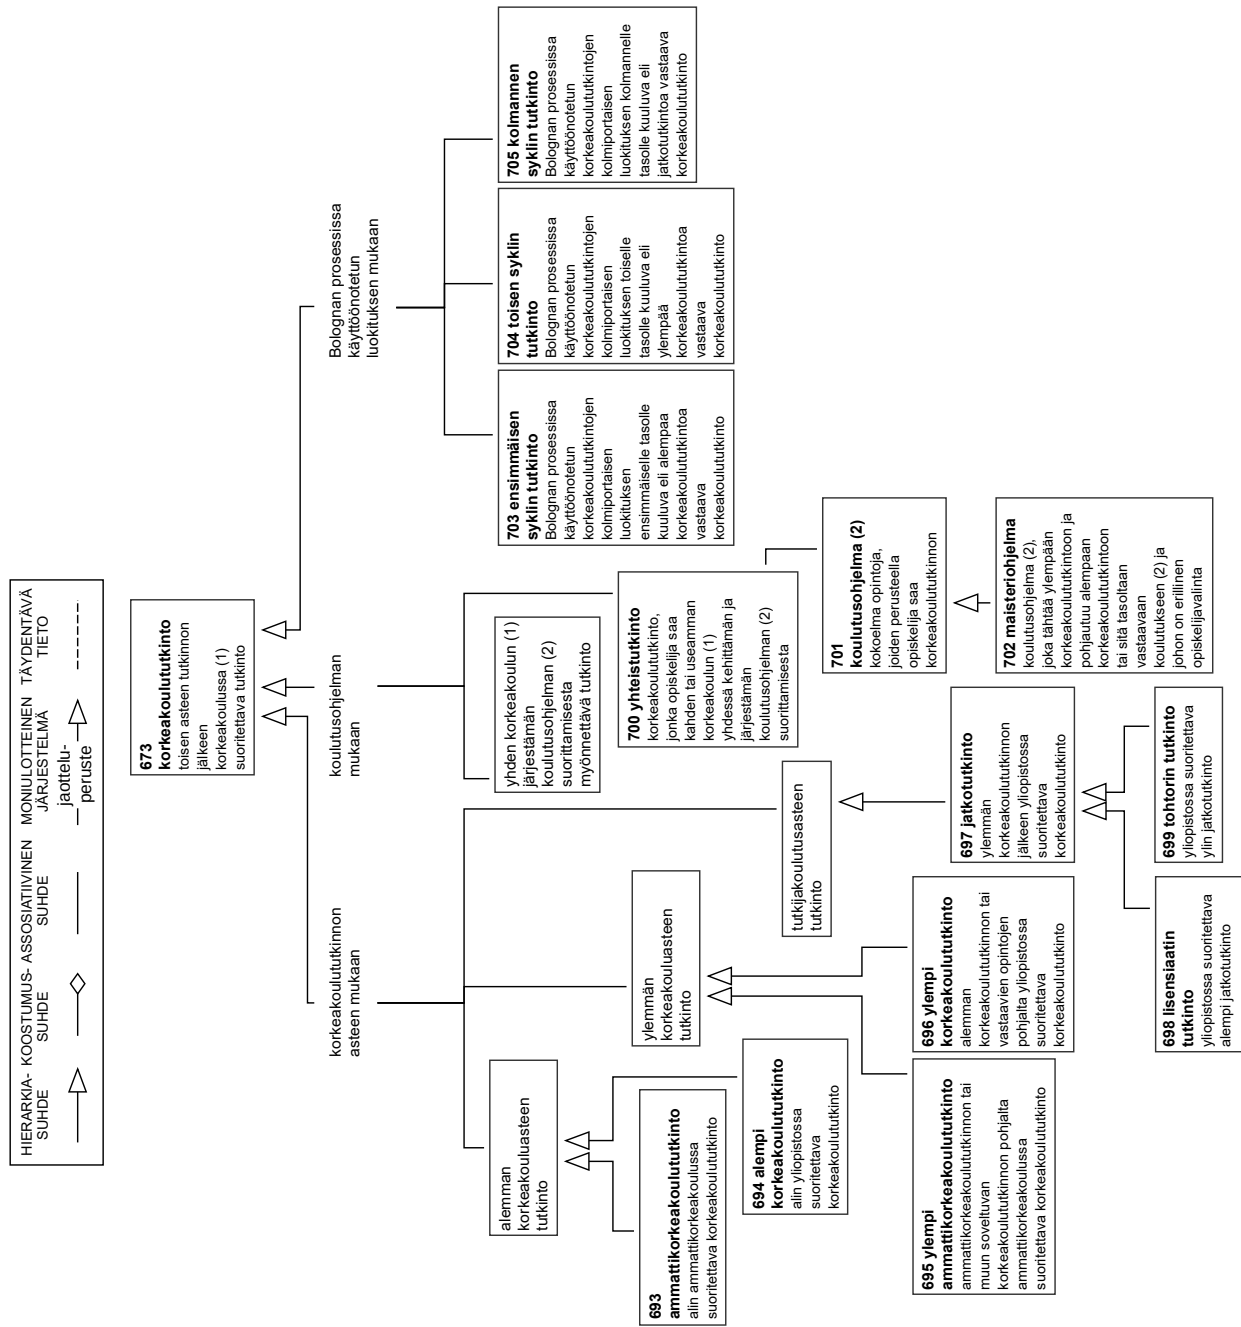 HIERARKIA-
SUHDE
KOOSTUMUS-
SUHDE
ASSOSIATIIVINEN
SUHDE
MONIULOTTEINEN
JÄRJESTELMÄ
jaottelu-
peruste
TÄYDENTÄVÄ
TIETO
673
korkeakoulututkinto
toisen asteen tutkinnon
jälkeen
korkeakoulussa (1)
suoritettava tutkinto
korkeakoulututkinnon
asteen mukaan
koulutusohjelman
mukaan
Bolognan prosessissa
käyttöönotetun
luokituksen mukaan
alemman
korkeakouluasteen
tutkinto
ylemmän
korkeakouluasteen
tutkinto
tutkijakoulutusasteen
tutkinto
693
ammattikorkeakoulututkinto
alin ammattikorkeakoulussa
suoritettava korkeakoulututkinto
694 alempi
korkeakoulututkinto
alin yliopistossa
suoritettava
korkeakoulututkinto
695 ylempi
ammattikorkeakoulututkinto
ammattikorkeakoulututkinnon tai
muun soveltuvan
korkeakoulututkinnon pohjalta
ammattikorkeakoulussa
suoritettava korkeakoulututkinto
696 ylempi
korkeakoulututkinto
alemman
korkeakoulututkinnon tai
vastaavien opintojen
pohjalta yliopistossa
suoritettava
korkeakoulututkinto
697 jatkotutkinto
ylemmän
korkeakoulututkinnon
jälkeen yliopistossa
suoritettava
korkeakoulututkinto
698 lisensiaatin
tutkinto
yliopistossa suoritettava
alempi jatkotutkinto
699 tohtorin tutkinto
yliopistossa suoritettava
ylin jatkotutkinto
yhden korkeakoulun (1)
järjestämän
koulutusohjelman (2)
suorittamisesta
myönnettävä tutkinto
700 yhteistutkinto
korkeakoulututkinto,
jonka opiskelija saa
kahden tai useamman
korkeakoulun (1)
yhdessä kehittämän ja
järjestämän
koulutusohjelman (2)
suorittamisesta
701
koulutusohjelma (2)
kokoelma opintoja,
joiden perusteella
opiskelija saa
korkeakoulututkinnon
702 maisteriohjelma
koulutusohjelma (2),
joka tähtää ylempään
korkeakoulututkintoon ja
pohjautuu alempaan
korkeakoulututkintoon
tai sitä tasoltaan
vastaavaan
koulutukseen (2) ja
johon on erillinen
opiskelijavalinta
703 ensimmäisen
syklin tutkinto
Bolognan prosessissa
käyttöönotetun
korkeakoulututkintojen
kolmiportaisen
luokituksen
ensimmäiselle tasolle
kuuluva eli alempaa
korkeakoulututkintoa
vastaava
korkeakoulututkinto
704 toisen syklin
tutkinto
Bolognan prosessissa
käyttöönotetun
korkeakoulututkintojen
kolmiportaisen
luokituksen toiselle
tasolle kuuluva eli
ylempää
korkeakoulututkintoa
vastaava
korkeakoulututkinto
705 kolmannen
syklin tutkinto
Bolognan prosessissa
käyttöönotetun
korkeakoulututkintojen
kolmiportaisen
luokituksen kolmannelle
tasolle kuuluva eli
jatkotutkintoa vastaava
korkeakoulututkinto